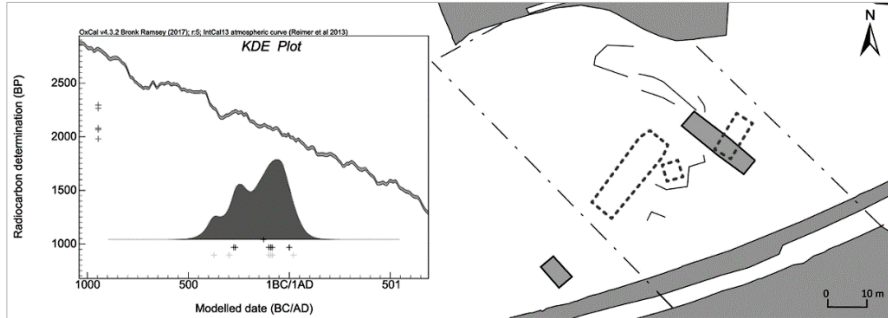 OxCal v4.3.2 Bronk Ramsey (2017); r:5; IntCal13 atmospheric curve (Reimer et al 2013)
KDE Plot
Radiocarbon determination (BP)
2500
2000
1500
1000
1000
500
1BC/1AD
501
Modelled date (BC/AD)
N
0
10 m